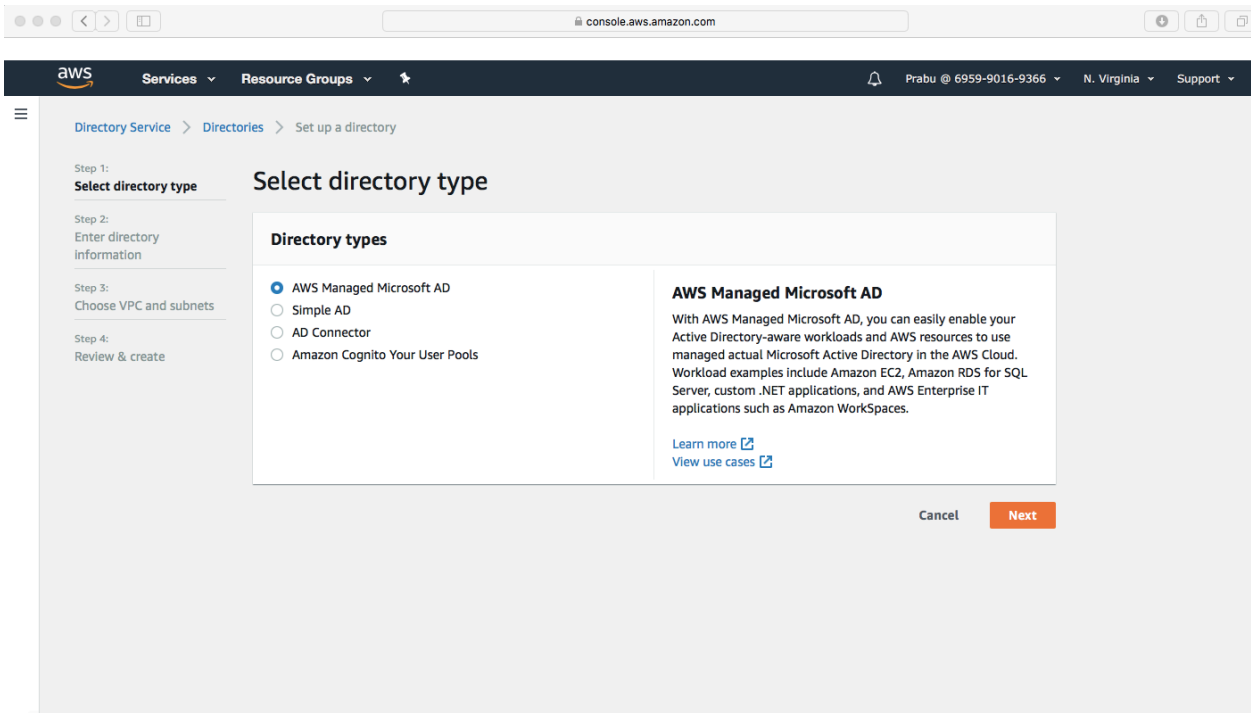 console.aws.amazon.com
aws Services Resource Groups Prabu @ 6959-9016-9366 N. Virginia Support
Directory Service > Directories > Set up a directory
Step 1:
Select directory type
Step 2:
Enter directory
information
Step 3:
Choose VPC and subnets
Step 4:
Review & create
Select directory type
Directory types
AWS Managed Microsoft AD
Simple AD
AD Connector
Amazon Cognito Your User Pools
AWS Managed Microsoft AD
With AWS Managed Microsoft AD, you can easily enable your
Active Directory-aware workloads and AWS resources to use
managed actual Microsoft Active Directory in the AWS Cloud.
Workload examples include Amazon EC2, Amazon RDS for SQL
Server, custom .NET applications, and AWS Enterprise IT
applications such as Amazon WorkSpaces.
Learn more
View use cases
Cancel Next